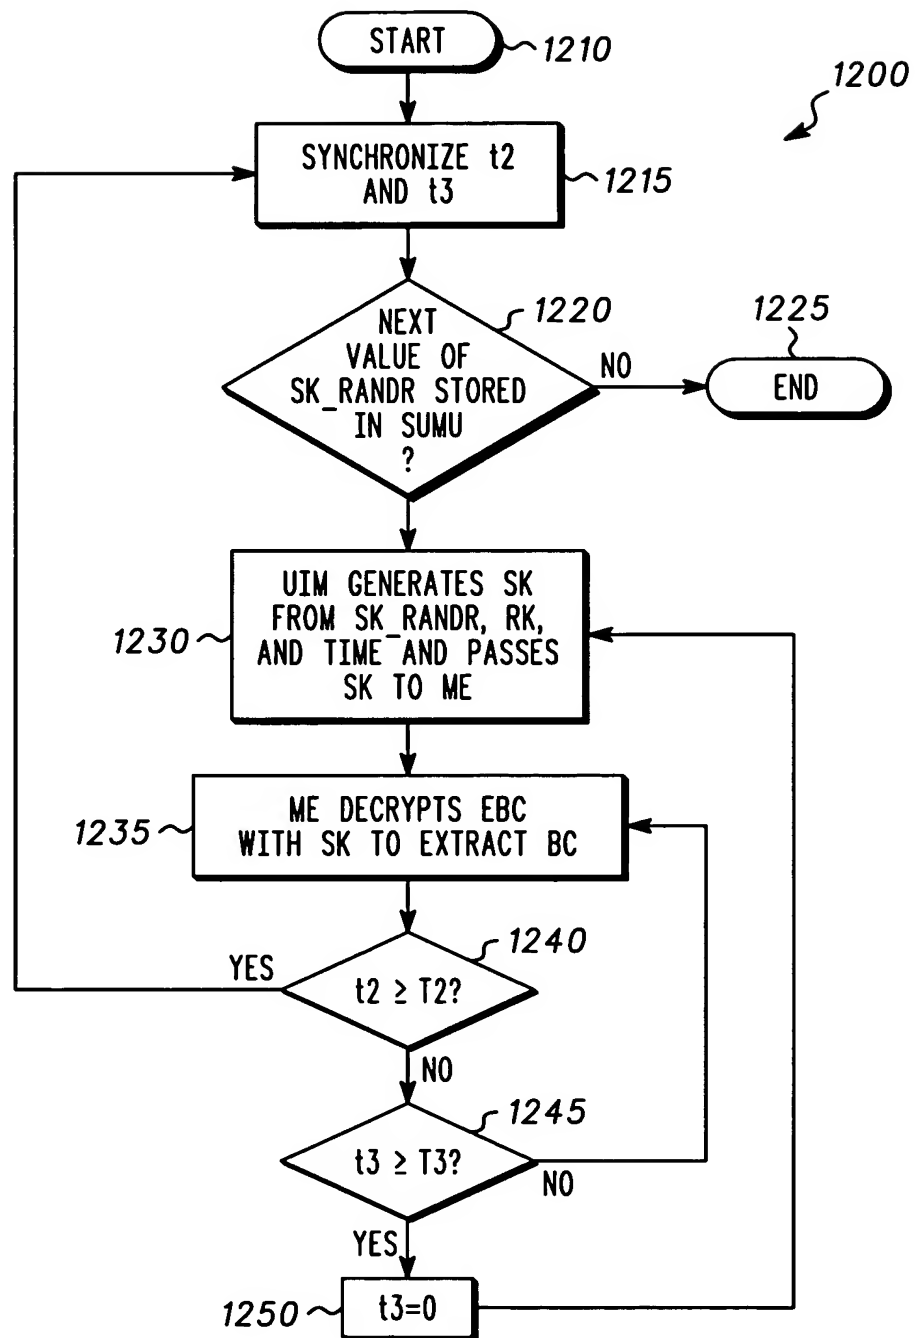 START
1210
1200
SYNCHRONIZE t2
AND t3
1215
NEXT
VALUE OF
SK_RANDR STORED
IN SUMU
?
1220
NO
1225
END
UIM GENERATES SK
FROM SK_RANDR, RK,
AND TIME AND PASSES
SK TO ME
1230
ME DECRYPTS EBC
WITH SK TO EXTRACT BC
1235
1240
YES
t2 ≥ T2?
NO
1245
t3 ≥ T3?
NO
YES
1250
t3=0